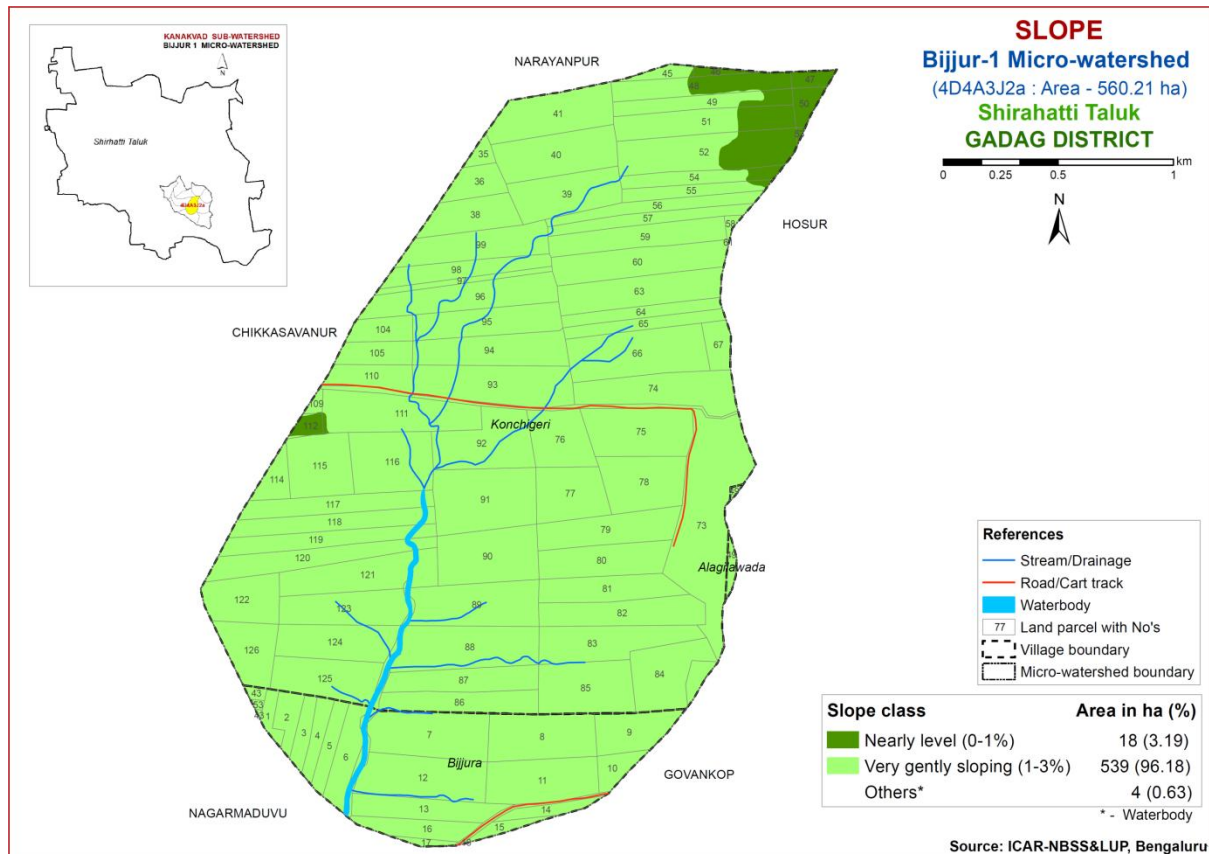 KANAKVAD SUB-WATERSHED
BIJJUR 1 MICRO-WATERSHED
N
Shirhatti Taluk
4D4A3J2a
SLOPE
Bijjur-1 Micro-watershed
(4D4A3J2a : Area - 560.21 ha)
Shirahatti Taluk
GADAG DISTRICT
km
0 0.25 0.5 1
N
NARAYANPUR
HOSUR
CHIKKASAVANUR
NAGARMADUVU
GOVANKOP
Konchigeri
Alagilawada
Bijjura
45 46 47
48
50
49
41
51
53
35 40 52
36 39 54
55
38 56
57 58
99 59 61
98 60
97
96 63
95 64
104 65
105 94 66 67
110 93 74
109
111
112
92 76 75
114 115 116
91 77 78
117
118 79 73
119
120 90 80
121 81
122 123 89 82
126 124 88 83
125 87 85 84
86
43
53
43 1 2 3 4 5 6
7 8 9
12 11 10
13 14
16 15
17
References
Stream/Drainage
Road/Cart track
Waterbody
77 Land parcel with No's
Village boundary
Micro-watershed boundary
Slope class Area in ha (%)
Nearly level (0-1%) 18 (3.19)
Very gently sloping (1-3%) 539 (96.18)
Others* 4 (0.63)
* - Waterbody
Source: ICAR-NBSS&LUP, Bengaluru